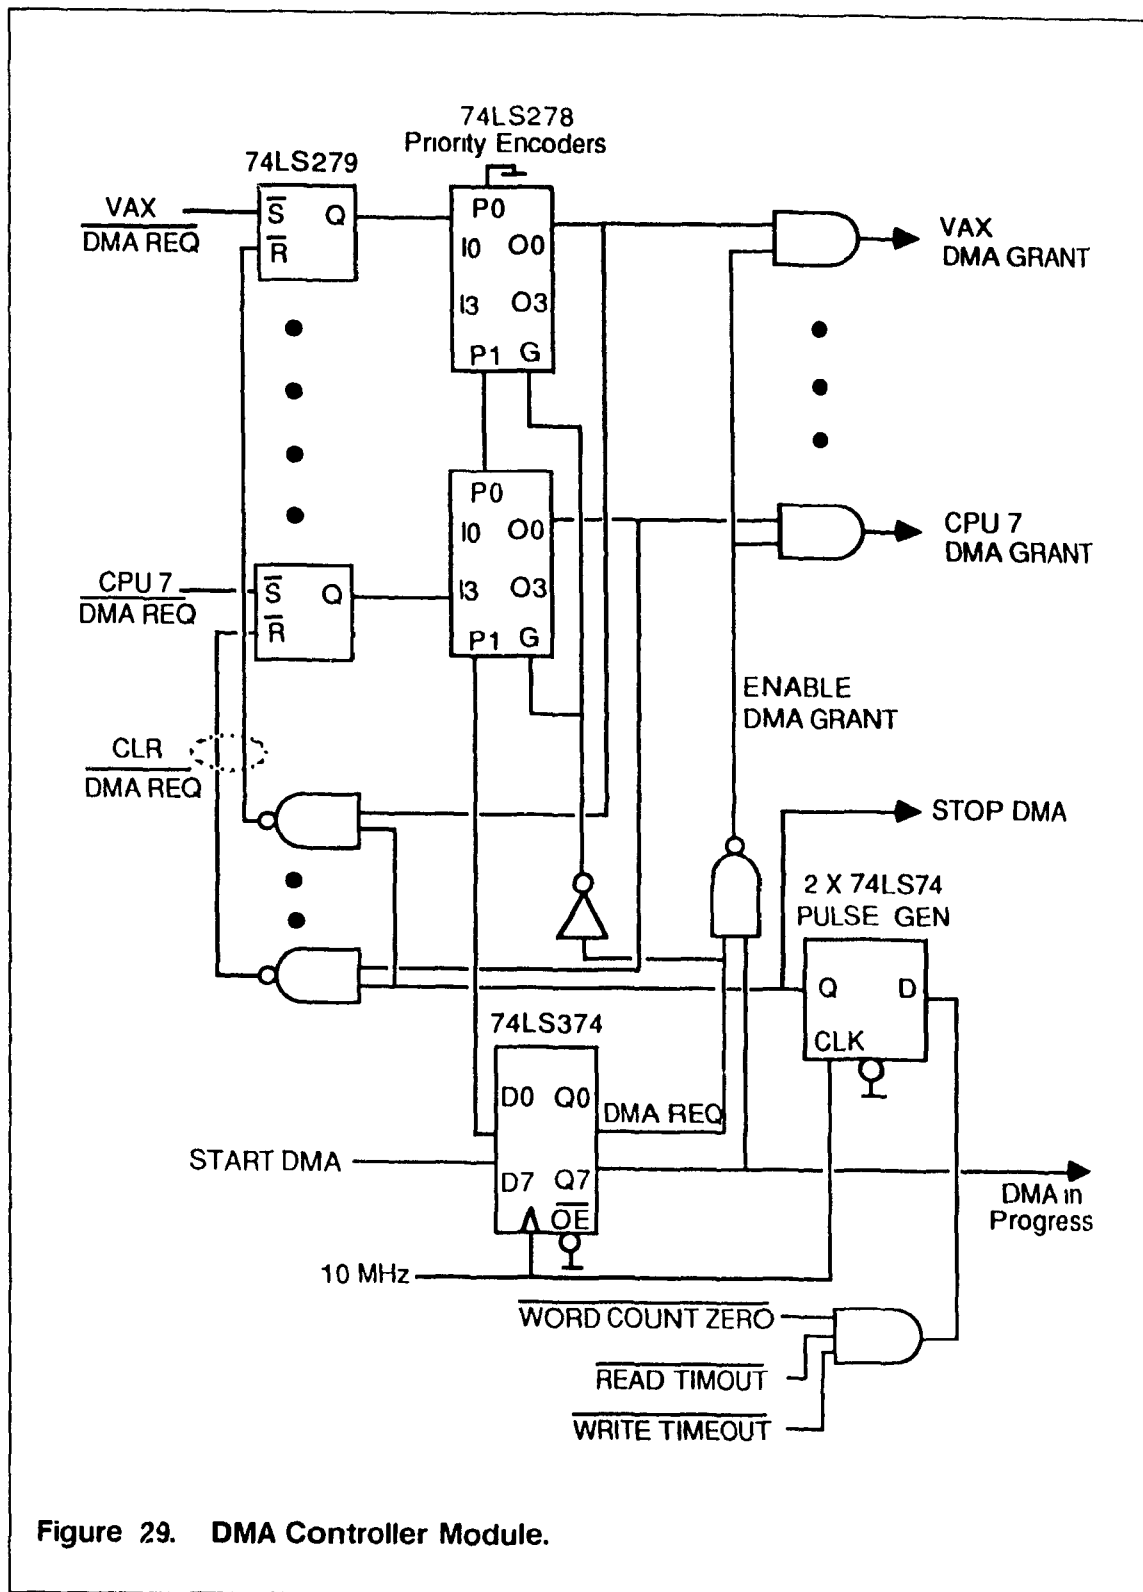 74LS278
Priority Encoders
74LS279
VAX
DMA REQ
S Q
R
P0
I0 O0
I3 O3
P1 G
VAX
DMA GRANT
P0
I0 O0
I3 O3
P1 G
CPU 7
DMA GRANT
CPU 7
DMA REQ
S Q
R
ENABLE
DMA GRANT
CLR
DMA REQ
STOP DMA
2 X 74LS74
PULSE GEN
Q D
CLK
74LS374
D0 Q0
DMA REQ
START DMA
D7 Q7
OE
DMA in
Progress
10 MHz
WORD COUNT ZERO
READ TIMOUT
WRITE TIMEOUT
Figure 29. DMA Controller Module.